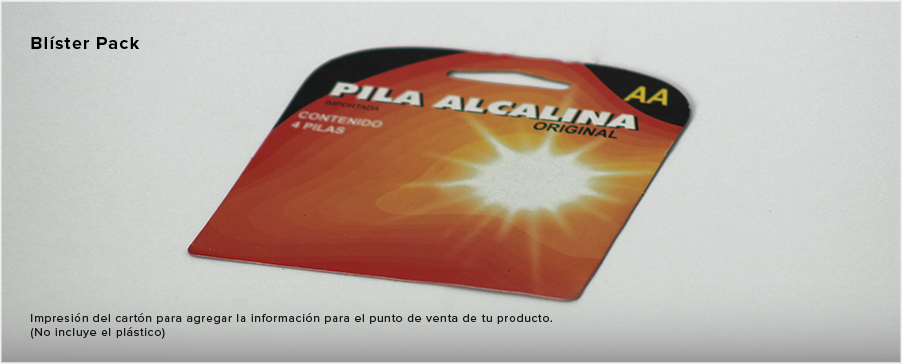 Blíster Pack
PILA ALCALINA
AA
IMPORTADA
ORIGINAL
CONTENIDO
4 PILAS
Impresión del cartón para agregar la información para el punto de venta de tu producto.
(No incluye el plástico)